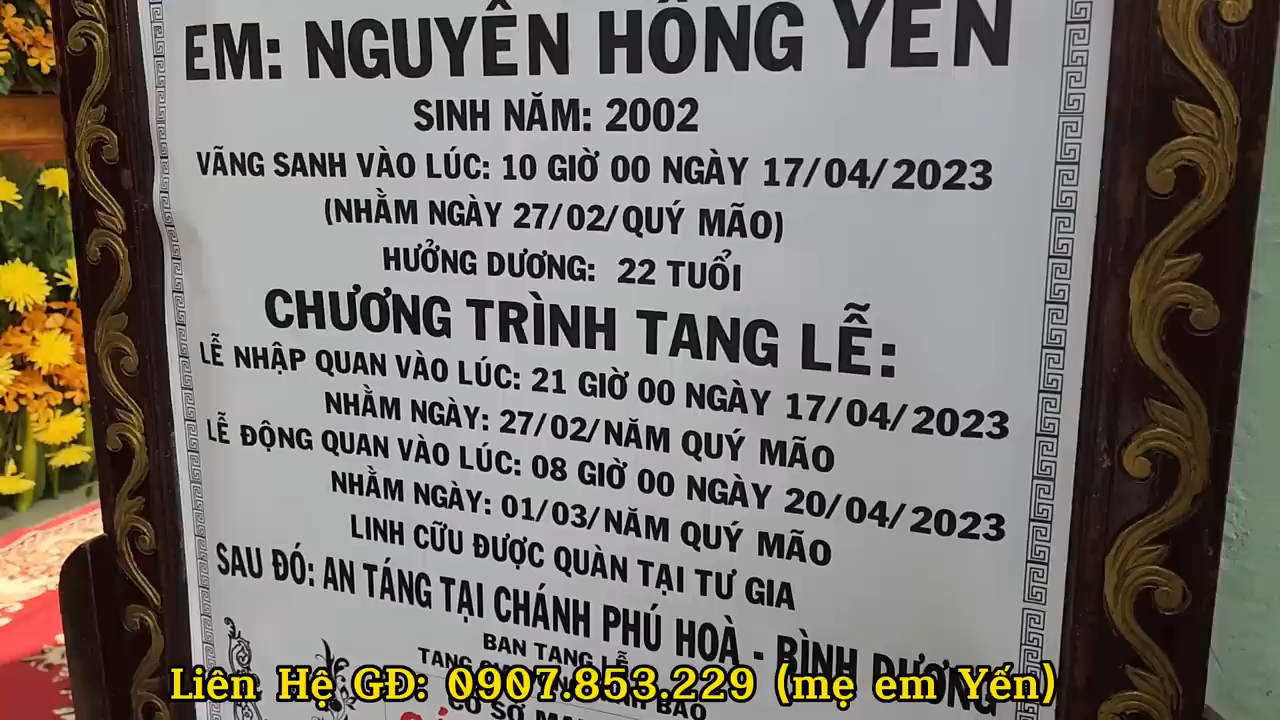 EM: NGUYỄN HỒNG YẾN
SINH NĂM: 2002
VÃNG SANH VÀO LÚC: 10 GIỜ 00 NGÀY 17/04/2023
(NHẰM NGÀY 27/02/QUÝ MÃO)
HƯỞNG DƯƠNG: 22 TUỔI
CHƯƠNG TRÌNH TANG LỄ:
LỄ NHẬP QUAN VÀO LÚC: 21 GIỜ 00 NGÀY 17/04/2023
NHẰM NGÀY: 27/02/NĂM QUÝ MÃO
LỄ ĐỘNG QUAN VÀO LÚC: 08 GIỜ 00 NGÀY 20/04/2023
NHẰM NGÀY: 01/03/NĂM QUÝ MÃO
LINH CỮU ĐƯỢC QUÀN TẠI TƯ GIA
SAU ĐÓ: AN TÁNG TẠI CHÁNH PHÚ HOÀ - BÌNH DƯƠNG
BAN TANG LỄ
TANG
BẢO
CƠ SỞ MAI
Liên Hệ GĐ: 0907.853.229 (mẹ em Yến)